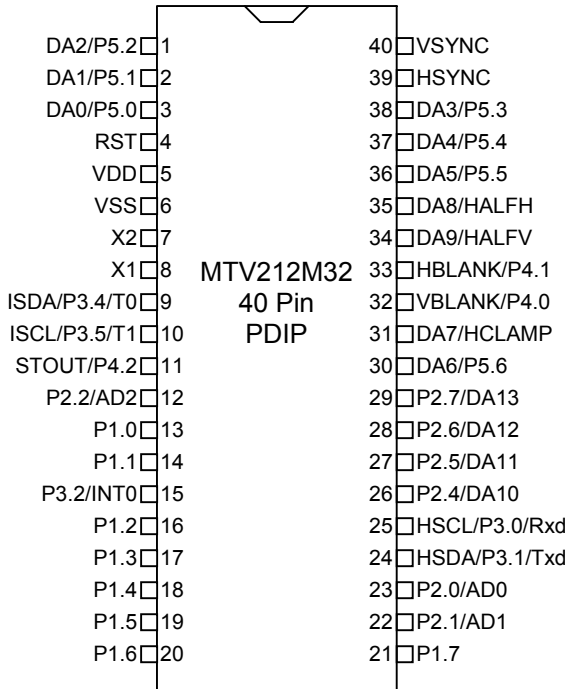 DA2/P5.2 1 40 VSYNC
DA1/P5.1 2 39 HSYNC
DA0/P5.0 3 38 DA3/P5.3
RST 4 37 DA4/P5.4
VDD 5 36 DA5/P5.5
VSS 6 35 DA8/HALFH
X2 7 34 DA9/HALFV
X1 8 MTV212M32 33 HBLANK/P4.1
ISDA/P3.4/T0 9 40 Pin 32 VBLANK/P4.0
ISCL/P3.5/T1 10 PDIP 31 DA7/HCLAMP
STOUT/P4.2 11 30 DA6/P5.6
P2.2/AD2 12 29 P2.7/DA13
P1.0 13 28 P2.6/DA12
P1.1 14 27 P2.5/DA11
P3.2/INT0 15 26 P2.4/DA10
P1.2 16 25 HSCL/P3.0/Rxd
P1.3 17 24 HSDA/P3.1/Txd
P1.4 18 23 P2.0/AD0
P1.5 19 22 P2.1/AD1
P1.6 20 21 P1.7